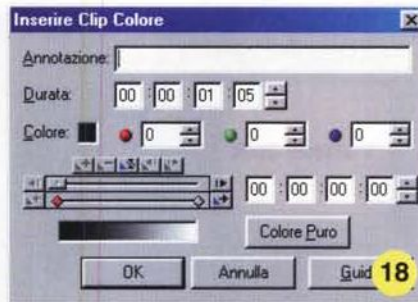 Inserire Clip Colore
Annotazione:
Durata: 00 :00 :01 :05
Colore: 0 0 0
00 :00 :00 :00
Colore Puro
OK Annulla Guid
18